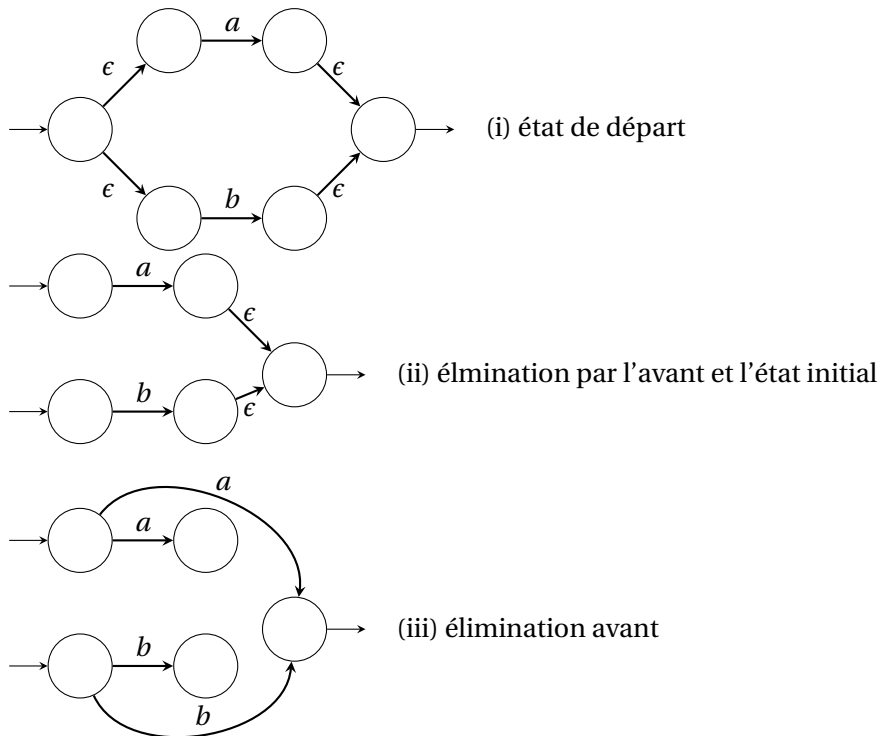 a
ϵ ϵ
(i) état de départ
ϵ ϵ
b
a
ϵ
(ii) élmination par l'avant et l'état initial
b
ϵ
a
a
(iii) élimination avant
b
b